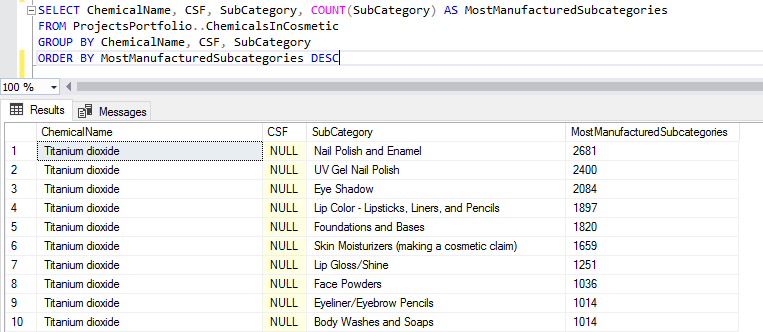 SELECT ChemicalName, CSF, SubCategory, COUNT(SubCategory) AS MostManufacturedSubcategories
FROM ProjectsPortfolio..ChemicalsInCosmetic
GROUP BY ChemicalName, CSF, SubCategory
ORDER BY MostManufacturedSubcategories DESC
100 %
Results Messages
ChemicalName CSF SubCategory MostManufacturedSubcategories
1 Titanium dioxide NULL Nail Polish and Enamel 2681
2 Titanium dioxide NULL UV Gel Nail Polish 2400
3 Titanium dioxide NULL Eye Shadow 2084
4 Titanium dioxide NULL Lip Color - Lipsticks, Liners, and Pencils 1897
5 Titanium dioxide NULL Foundations and Bases 1820
6 Titanium dioxide NULL Skin Moisturizers (making a cosmetic claim) 1659
7 Titanium dioxide NULL Lip Gloss/Shine 1251
8 Titanium dioxide NULL Face Powders 1036
9 Titanium dioxide NULL Eyeliner/Eyebrow Pencils 1014
10 Titanium dioxide NULL Body Washes and Soaps 1014